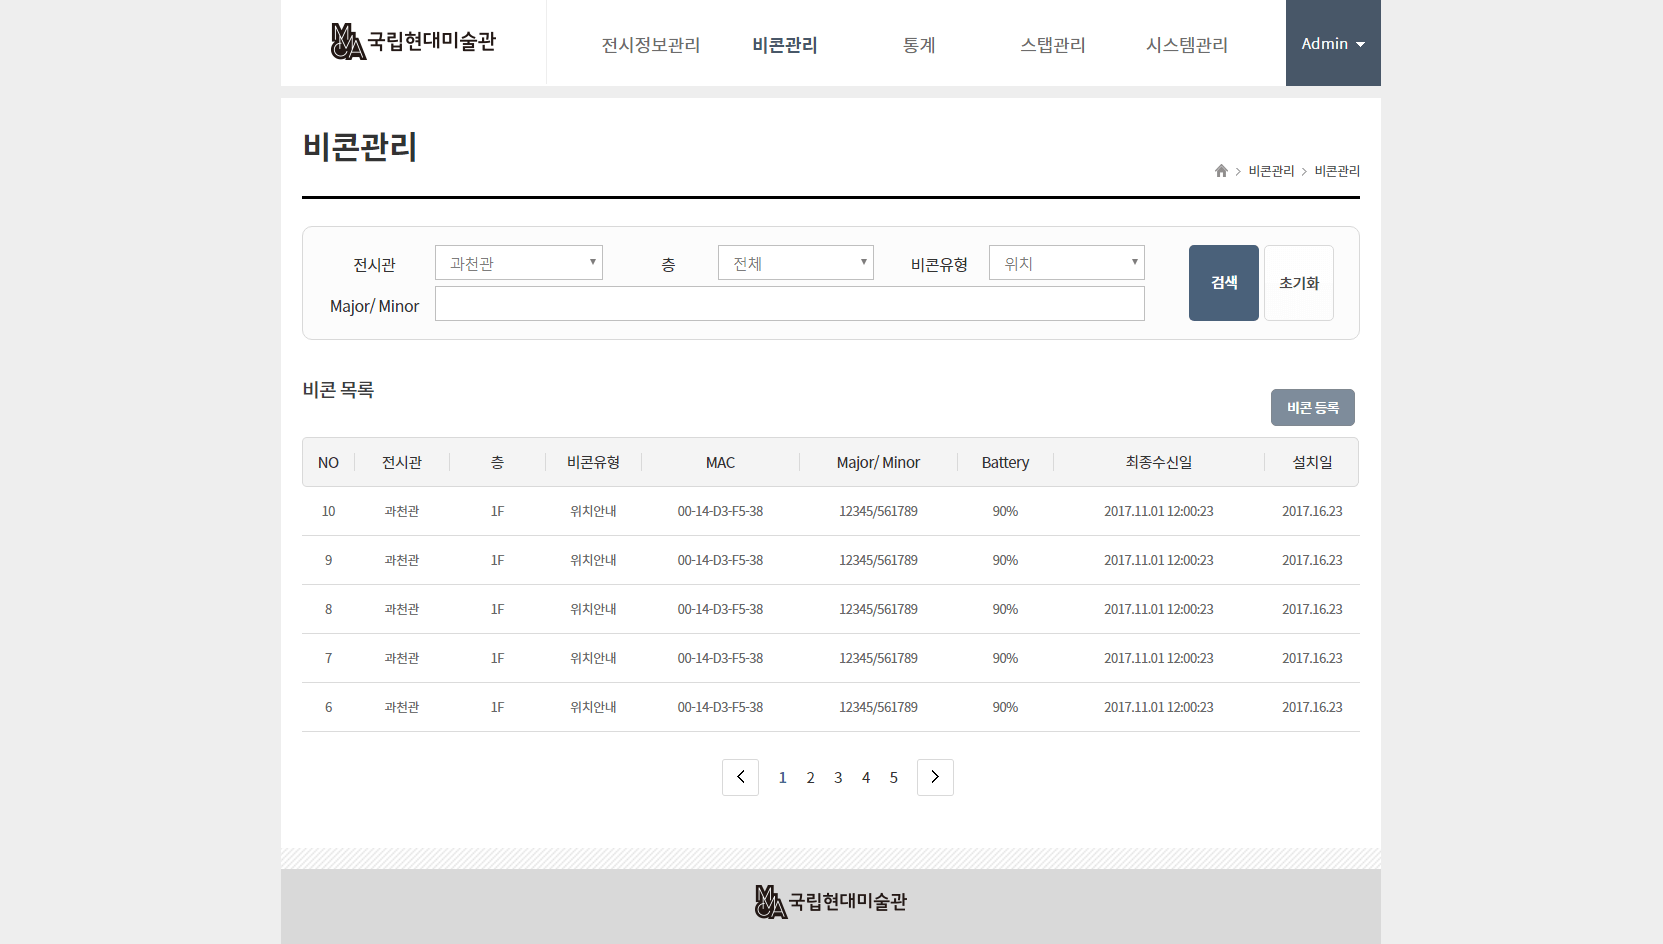 MMCA 국립현대미술관
전시정보관리 비콘관리 통계 스탭관리 시스템관리 Admin
비콘관리
> 비콘관리 > 비콘관리
전시관 과천관 층 전체 비콘유형 위치
Major/ Minor
검색 초기화
비콘 목록
비콘 등록
NO 전시관 층 비콘유형 MAC Major/ Minor Battery 최종수신일 설치일
10 과천관 1F 위치안내 00-14-D3-F5-38 12345/561789 90% 2017.11.01 12:00:23 2017.16.23
9 과천관 1F 위치안내 00-14-D3-F5-38 12345/561789 90% 2017.11.01 12:00:23 2017.16.23
8 과천관 1F 위치안내 00-14-D3-F5-38 12345/561789 90% 2017.11.01 12:00:23 2017.16.23
7 과천관 1F 위치안내 00-14-D3-F5-38 12345/561789 90% 2017.11.01 12:00:23 2017.16.23
6 과천관 1F 위치안내 00-14-D3-F5-38 12345/561789 90% 2017.11.01 12:00:23 2017.16.23
1 2 3 4 5
MMCA 국립현대미술관